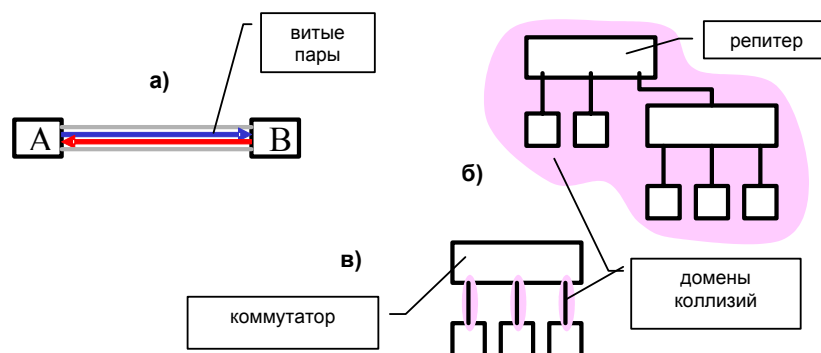 витые
пары
репитер
а)
A
B
б)
в)
коммутатор
домены
коллизий